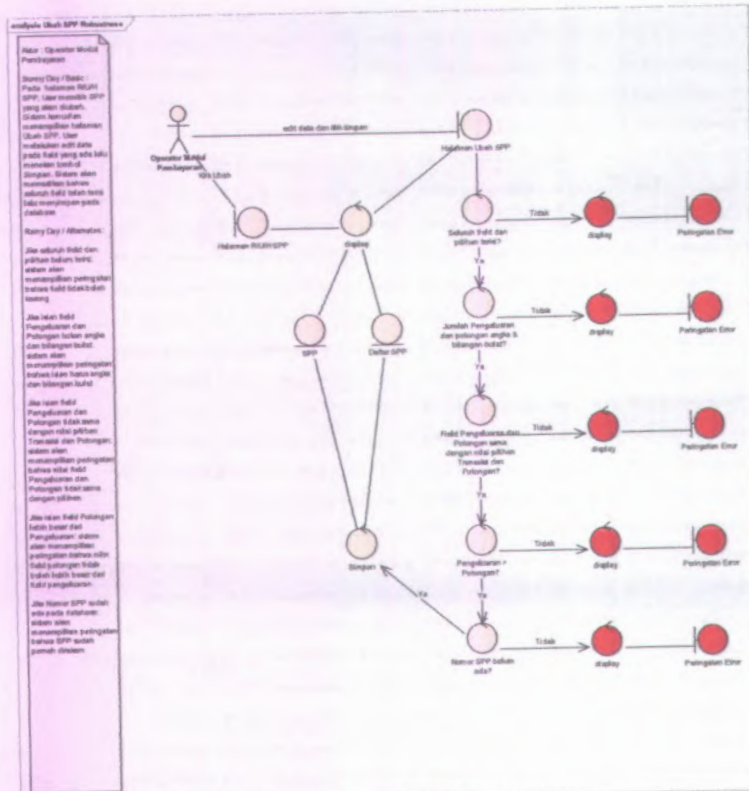 analysis Ubah SPP Robustness
Aktor : Operator Modul
Pembayaran
Sunny Day / Basic :
Pada halaman RIUM
SPP, User memilih SPP
yang akan diubah.
Sistem kemudian
menampilkan halaman
Ubah SPP. User
melakukan edit data
pada field yang ada lalu
menekan tombol
Simpan. Sistem akan
memastikan bahwa
seluruh field telah terisi
lalu menyimpan pada
database.
Rainy Day / Alternates:
Jika seluruh field dan
pilihan belum terisi;
sistem akan
menampilkan peringatan
bahwa field tidak boleh
kosong
Jika isian field
Pengeluaran dan
Potongan bukan angka
dan bilangan bulat;
sistem akan
menampilkan peringatan
bahwa isian harus angka
dan bilangan bulat
Jika isian field
Pengeluaran dan
Potongan tidak sama
dengan nilai pilihan
Transaksi dan Potongan;
sistem akan
menampilkan peringatan
bahwa nilai field
Pengeluaran dan
Potongan tidak sama
dengan pilihan
Jika isian field Potongan
lebih besar dari
Pengeluaran; sistem
akan menampilkan
peringatan bahwa nilai
field potongan tidak
boleh lebih besar dari
field pengeluaran
Jika Nomor SPP sudah
ada pada database;
sistem akan
menampilkan peringatan
bahwa SPP sudah
pernah direkam
Operator Modul
Pembayaran
edit data dan klik simpan
klik Ubah
Halaman Ubah SPP
Halaman RIUM SPP
display
SPP
Daftar SPP
Simpan
Seluruh field dan
pilihan terisi?
Tidak
display
Peringatan Error
Ya
Jumlah Pengeluaran
dan potongan angka &
bilangan bulat?
Tidak
display
Peringatan Error
Ya
Field Pengeluaran dan
Potongan sama
dengan nilai pilihan
Transaksi dan
Potongan?
Tidak
display
Peringatan Error
Ya
Pengeluaran >
Potongan?
Tidak
display
Peringatan Error
Ya
Nomor SPP belum
ada?
Tidak
display
Peringatan Error